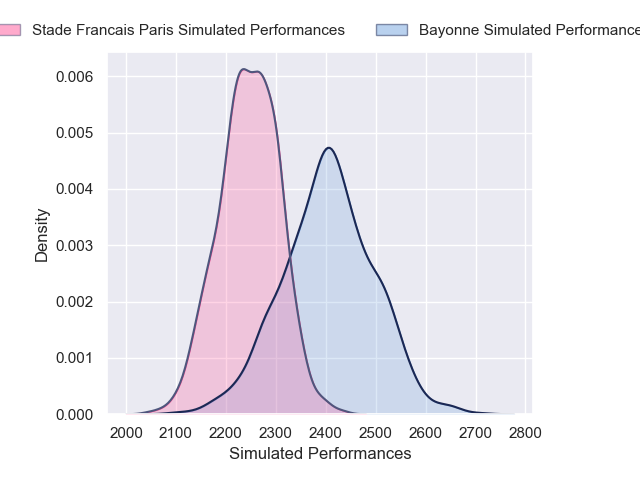 Stade Francais Paris Simulated Performances
Bayonne Simulated Performance
0.006
0.005
0.004
0.003
0.002
0.001
0.000
Density
2000 2100 2200 2300 2400 2500 2600 2700 2800
Simulated Performances